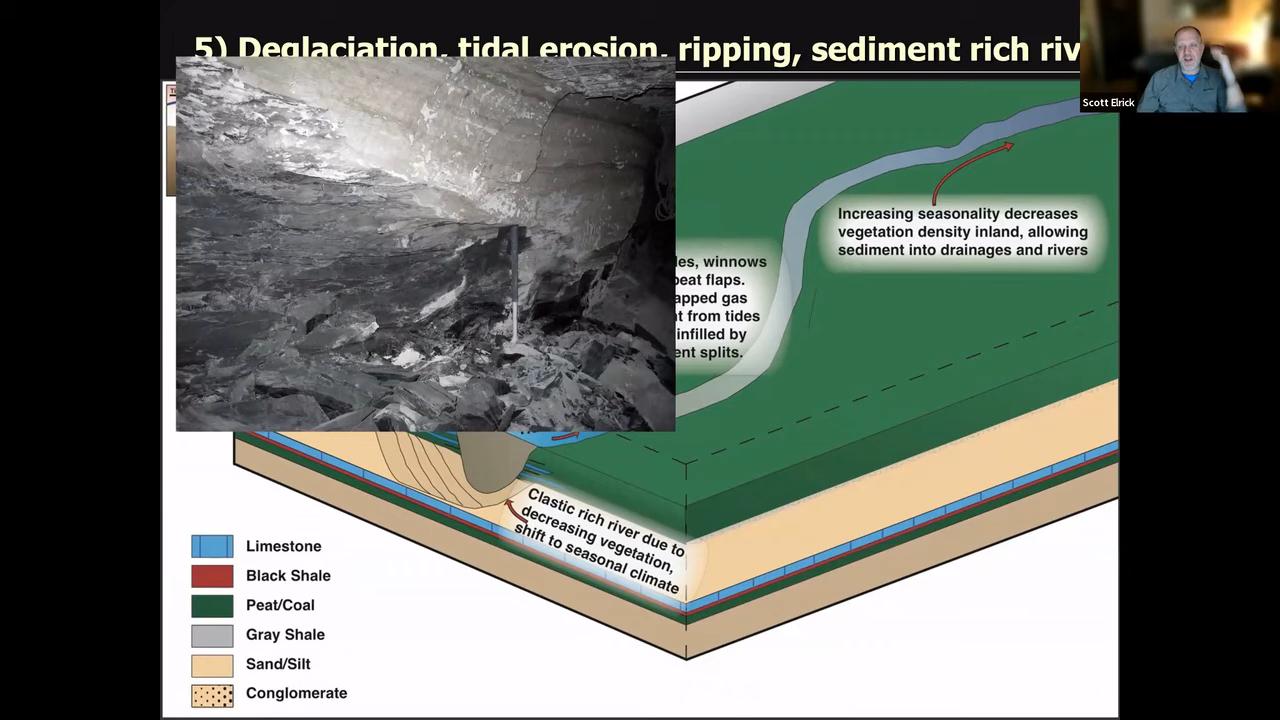 5) Deglaciation, tidal erosion, ripping, sediment rich riv
Scott Elrick
Increasing seasonality decreases
vegetation density inland, allowing
sediment into drainages and rivers
les, winnows
peat flaps.
apped gas
t from tides
infilled by
ent splits.
Clastic rich river due to
decreasing vegetation,
shift to seasonal climate
Limestone
Black Shale
Peat/Coal
Gray Shale
Sand/Silt
Conglomerate